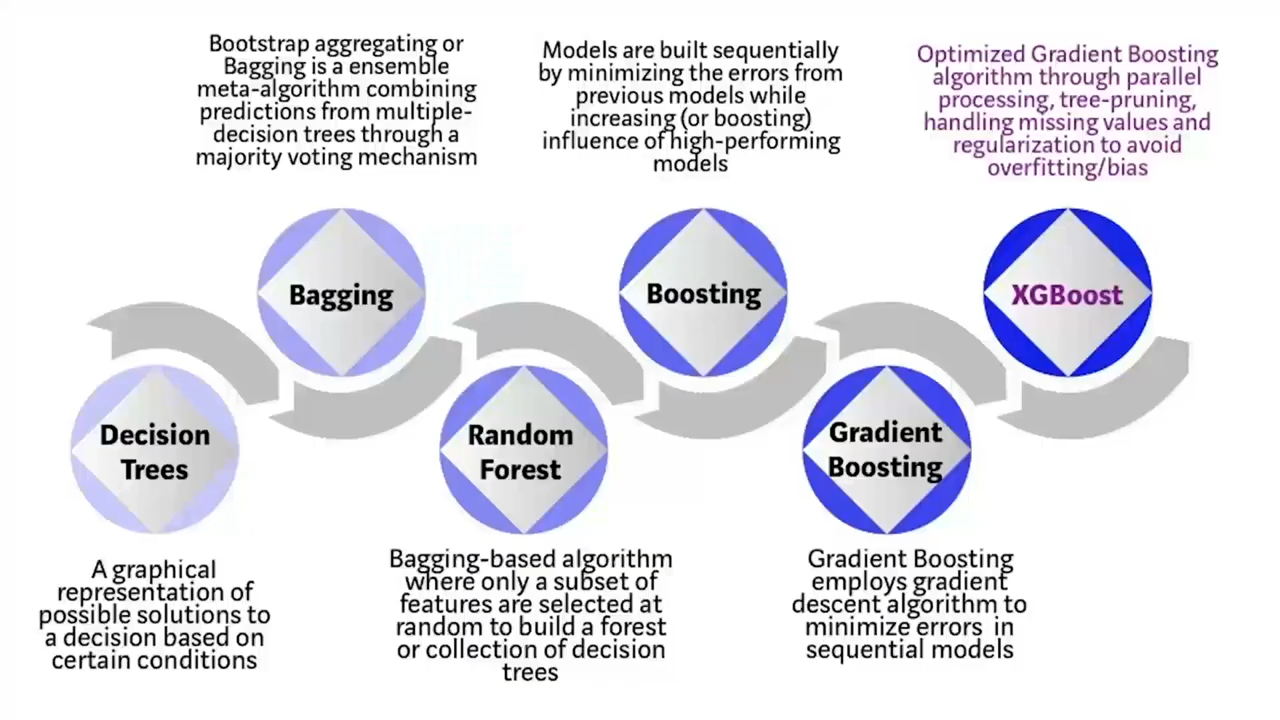 Bootstrap aggregating or
Bagging is a ensemble
meta-algorithm combining
predictions from multiple-
decision trees through a
majority voting mechanism
Models are built sequentially
by minimizing the errors from
previous models while
increasing (or boosting)
influence of high-performing
models
Optimized Gradient Boosting
algorithm through parallel
processing, tree-pruning,
handling missing values and
regularization to avoid
overfitting/bias
Bagging
Boosting
XGBoost
Decision
Trees
Random
Forest
Gradient
Boosting
A graphical
representation of
possible solutions to
a decision based on
certain conditions
Bagging-based algorithm
where only a subset of
features are selected at
random to build a forest
or collection of decision
trees
Gradient Boosting
employs gradient
descent algorithm to
minimize errors in
sequential models